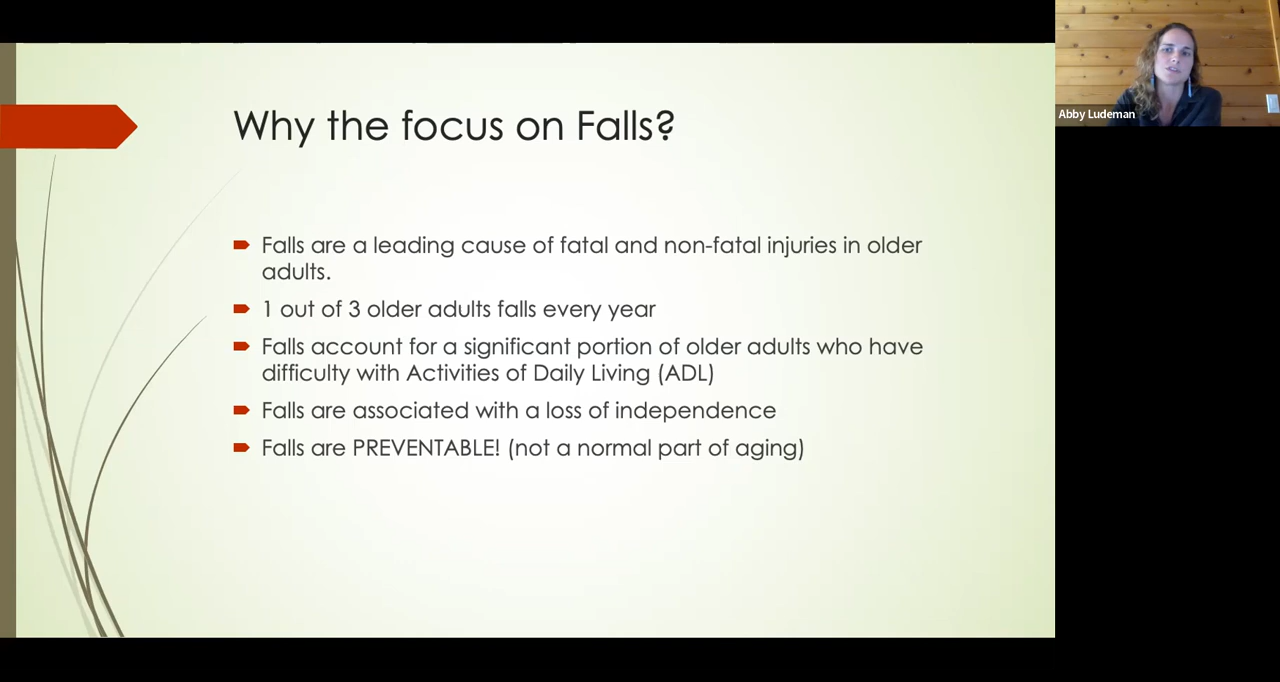 Why the focus on Falls?
Falls are a leading cause of fatal and non-fatal injuries in older
adults.
1 out of 3 older adults falls every year
Falls account for a significant portion of older adults who have
difficulty with Activities of Daily Living (ADL)
Falls are associated with a loss of independence
Falls are PREVENTABLE! (not a normal part of aging)
Abby Ludeman